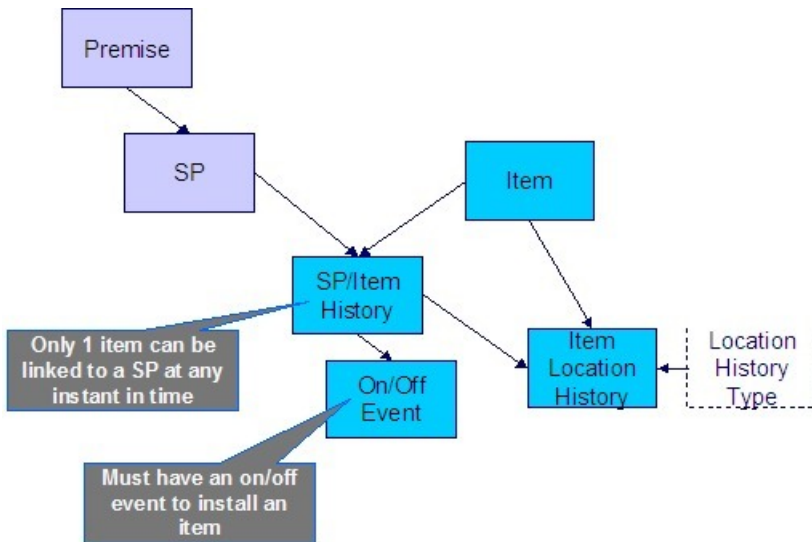 Premise
SP
Item
SP/Item
History
Only 1 item can be
linked to a SP at any
instant in time
On/Off
Event
Item
Location
History
Location
History
Type
Must have an on/off
event to install an
item